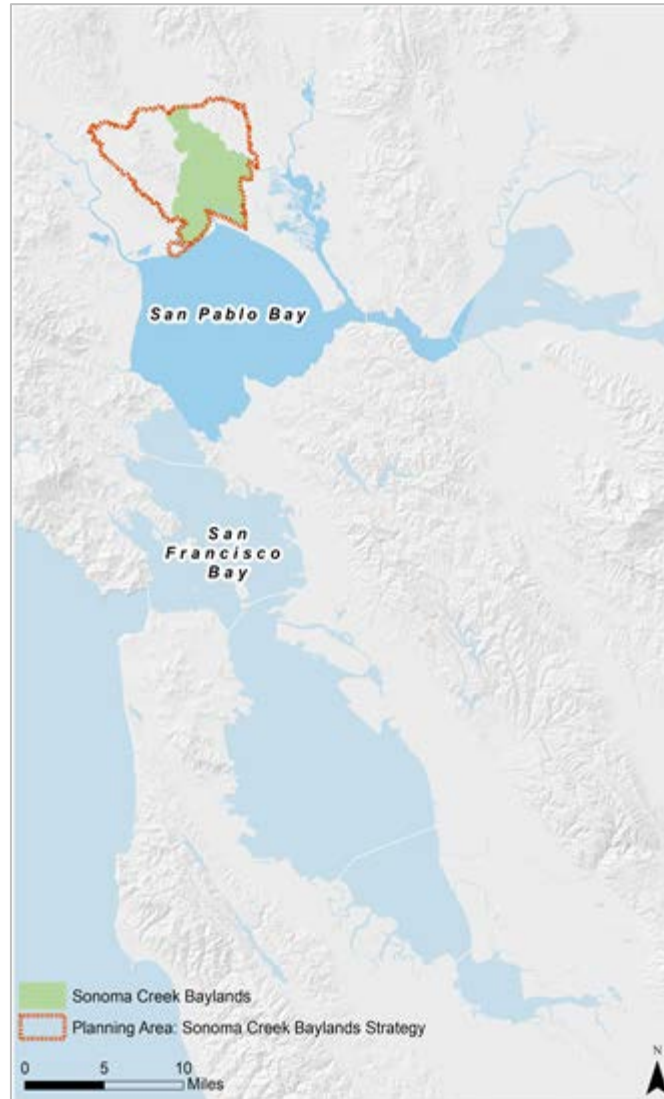 San Pablo Bay
San
Francisco
Bay
Sonoma Creek Baylands
Planning Area: Sonoma Creek Baylands Strategy
0 5 10
Miles
N